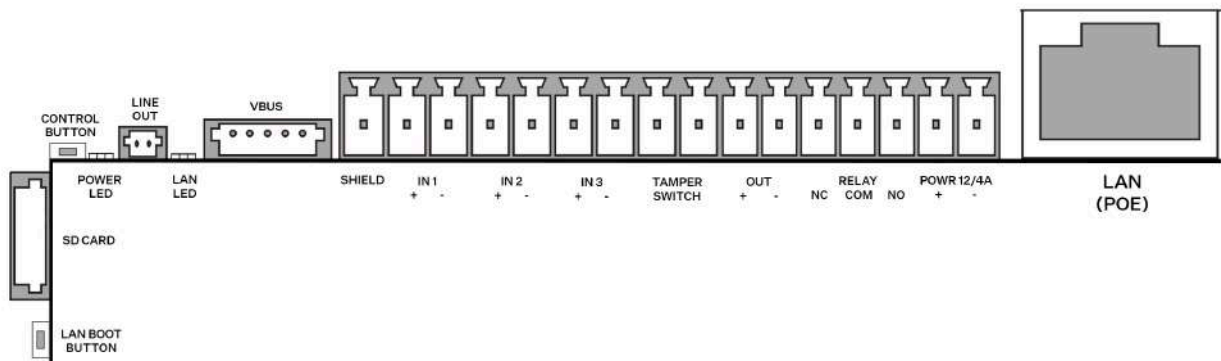 CONTROL
BUTTON
LINE
OUT
VBUS
POWER
LED
LAN
LED
SHIELD
IN 1
+ -
IN 2
+ -
IN 3
+ -
TAMPER
SWITCH
OUT
+ -
RELAY
NC COM NO
POWR 12/4A
+ -
LAN
(POE)
SD CARD
LAN BOOT
BUTTON